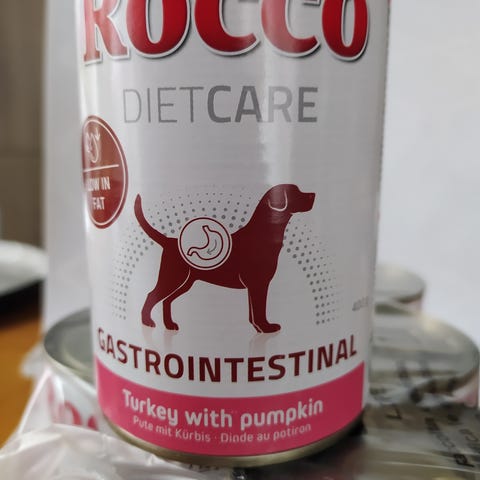 ROCCO
DIETCARE
LOW IN
FAT
GASTROINTESTINAL
Turkey with pumpkin
Pute mit Kürbis · Dinde au potiron